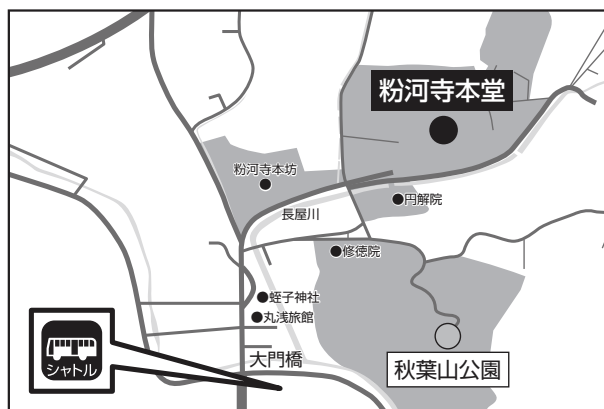 粉河寺本堂
粉河寺本坊
円解院
長屋川
修徳院
蛭子神社
丸浅旅館
大門橋
シャトル
秋葉山公園